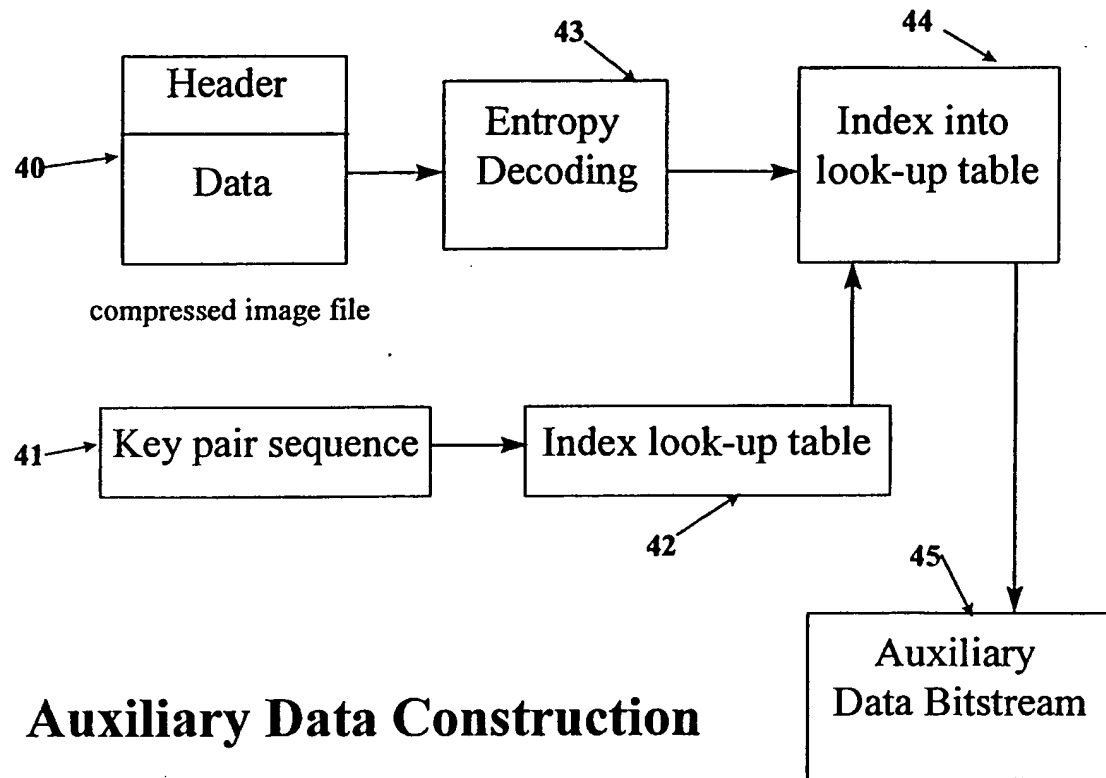 43
44
Header
Entropy
Decoding
Index into
look-up table
40
Data
compressed image file
41
Key pair sequence
Index look-up table
42
45
Auxiliary
Data Bitstream
Auxiliary Data Construction